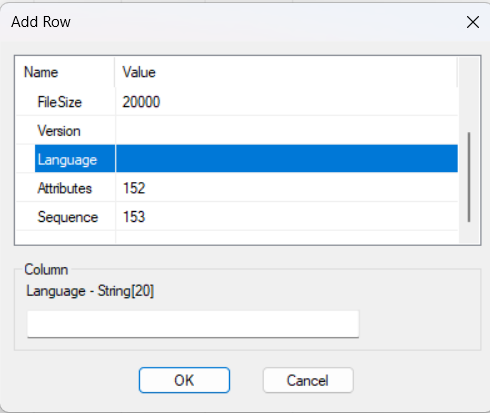 Add Row
Name Value
FileSize 20000
Version
Language
Attributes 152
Sequence 153
Column
Language - String[20]
OK Cancel